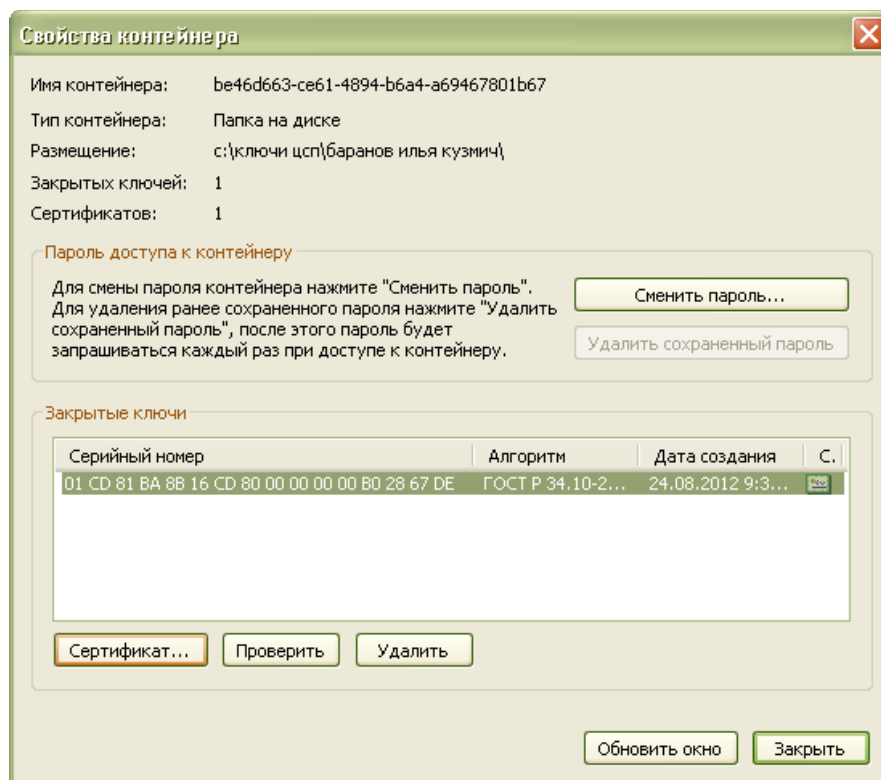 Свойства контейнера
Имя контейнера: be46d663-ce61-4894-b6a4-a69467801b67
Тип контейнера: Папка на диске
Размещение: c:\ключи цсп\баранов илья кузмич\
Закрытых ключей: 1
Сертификатов: 1
Пароль доступа к контейнеру
Для смены пароля контейнера нажмите "Сменить пароль".
Для удаления ранее сохраненного пароля нажмите "Удалить
сохраненный пароль", после этого пароль будет
запрашиваться каждый раз при доступе к контейнеру.
Сменить пароль...
Удалить сохраненный пароль
Закрытые ключи
Серийный номер Алгоритм Дата создания С.
01 CD 81 BA 8B 16 CD 80 00 00 00 00 B0 28 67 DE ГОСТ Р 34.10-2... 24.08.2012 9:3...
Сертификат... Проверить Удалить
Обновить окно Закрыть